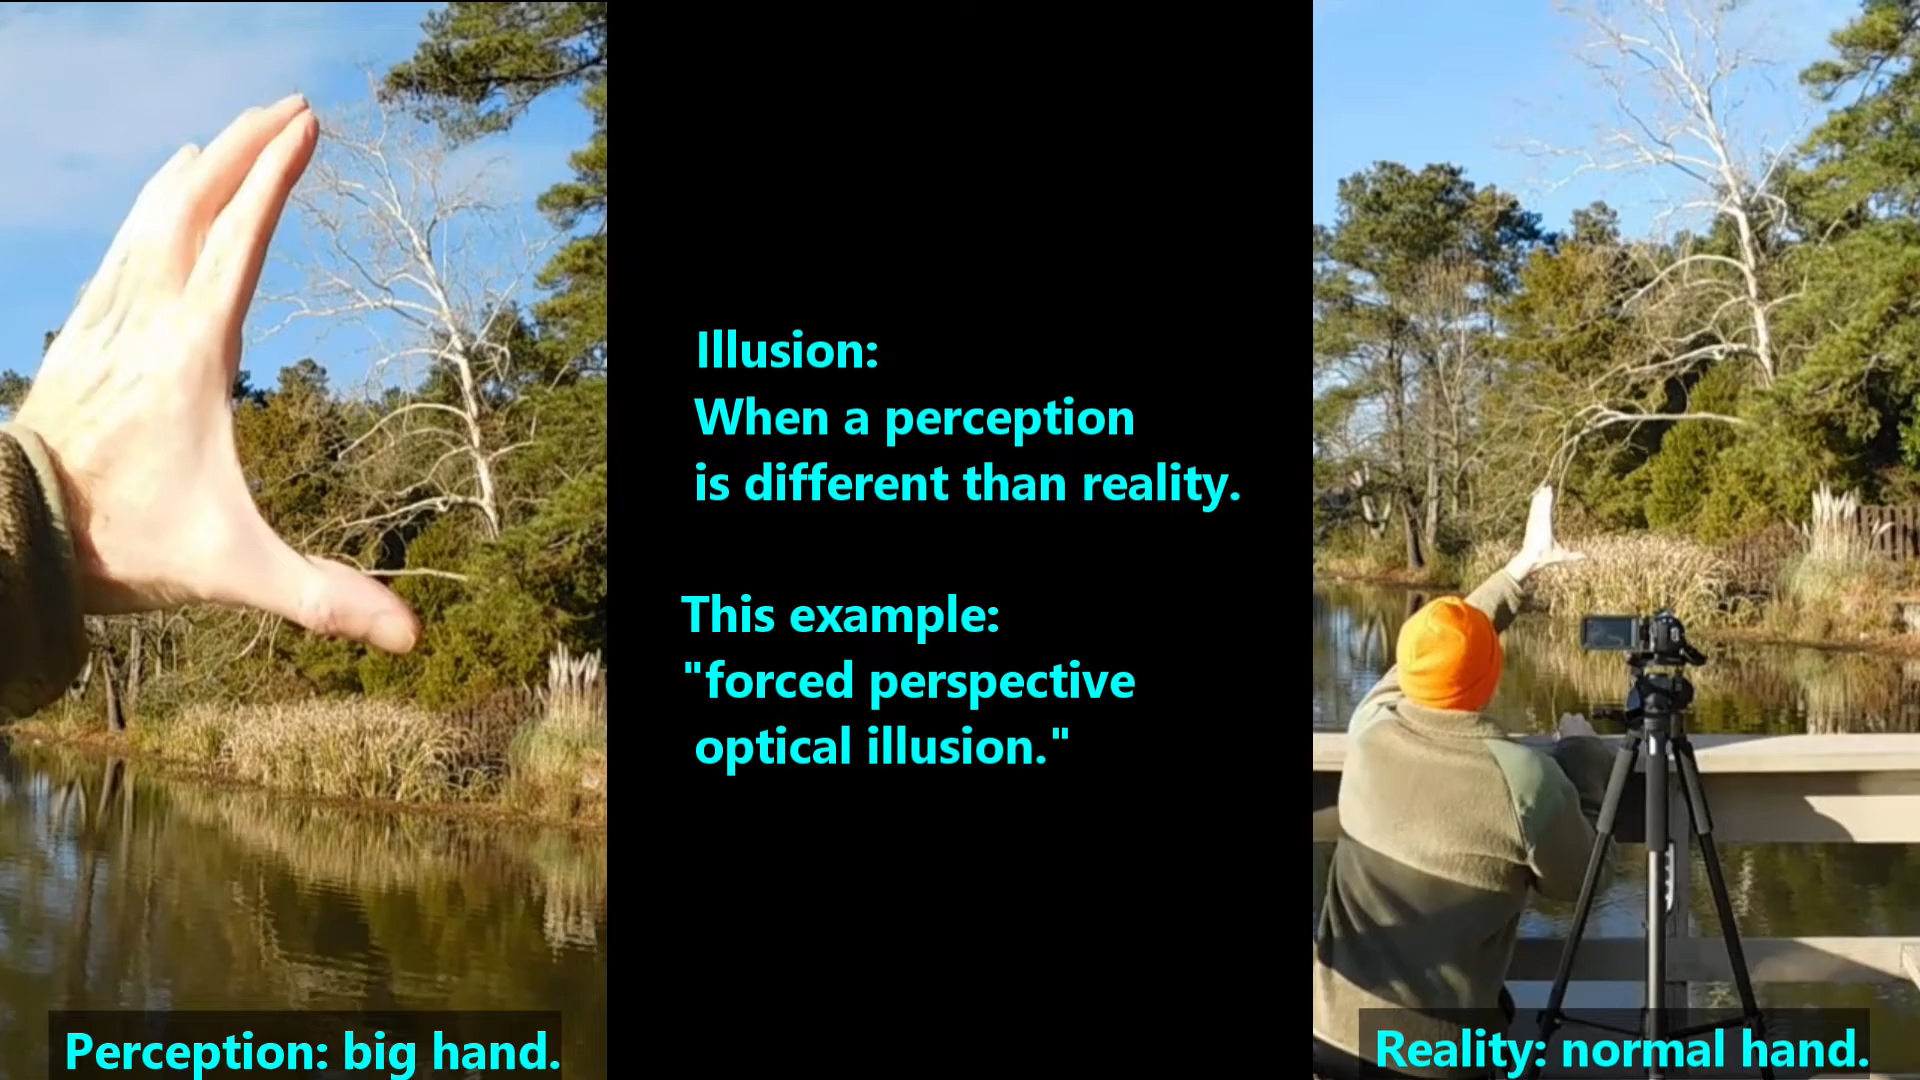 Illusion:
When a perception
is different than reality.
This example:
"forced perspective
optical illusion."
Perception: big hand.
Reality: normal hand.